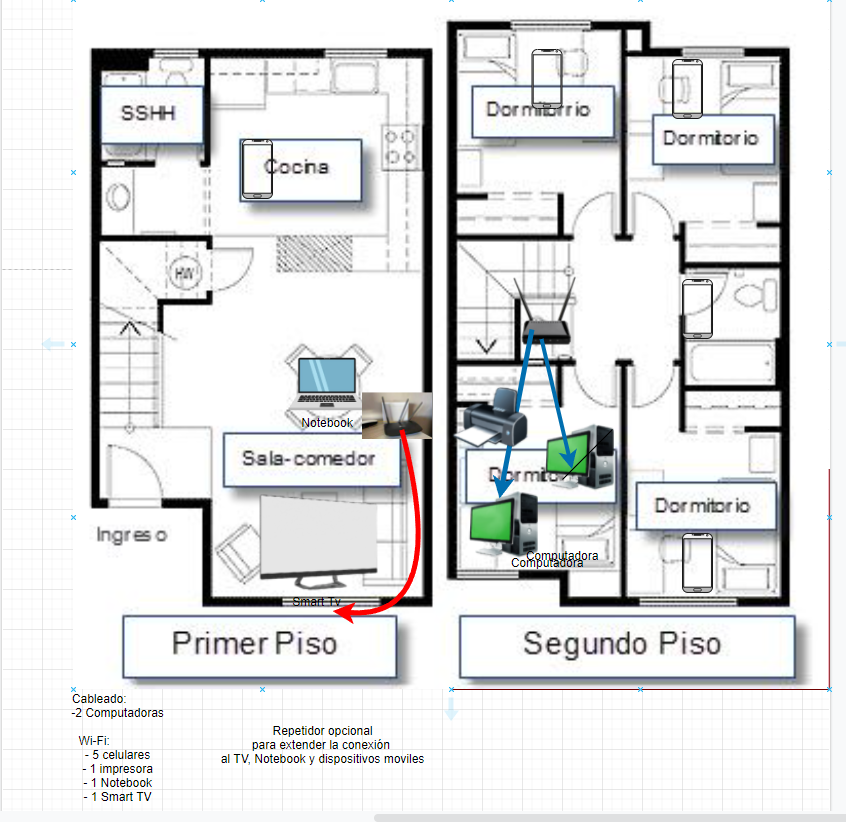 SSHH
Cocina
HW
Notebook
Sala-comedor
Ingreso
Smart Tv
Primer Piso
Dormitorrio
Dormitorio
Dormito
Dormitorio
Computadora
Computadora
Segundo Piso
Cableado:
-2 Computadoras
Wi-Fi:
- 5 celulares
- 1 impresora
- 1 Notebook
- 1 Smart TV
Repetidor opcional
para extender la conexión
al TV, Notebook y dispositivos moviles